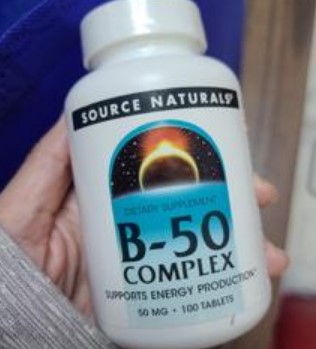 SOURCE NATURALS®
DIETARY SUPPLEMENT
B-50
COMPLEX
SUPPORTS ENERGY PRODUCTION*
50 MG • 100 TABLETS